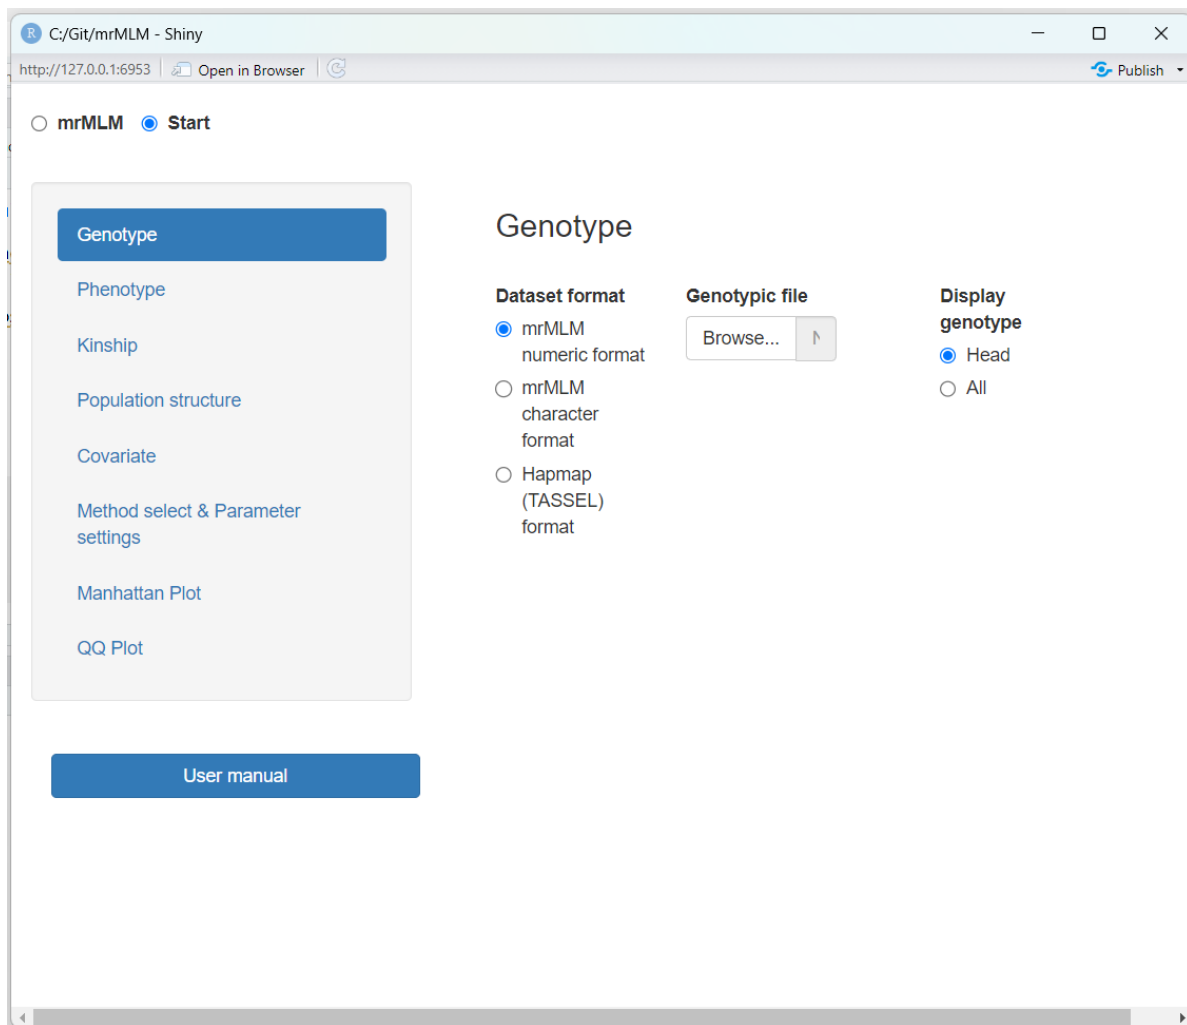 C:/Git/mrMLM - Shiny
http://127.0.0.1:6953 Open in Browser Publish
mrMLM Start
Genotype
Phenotype
Kinship
Population structure
Covariate
Method select & Parameter
settings
Manhattan Plot
QQ Plot
User manual
Genotype
Dataset format
mrMLM
numeric format
mrMLM
character
format
Hapmap
(TASSEL)
format
Genotypic file
Browse...
Display
genotype
Head
All